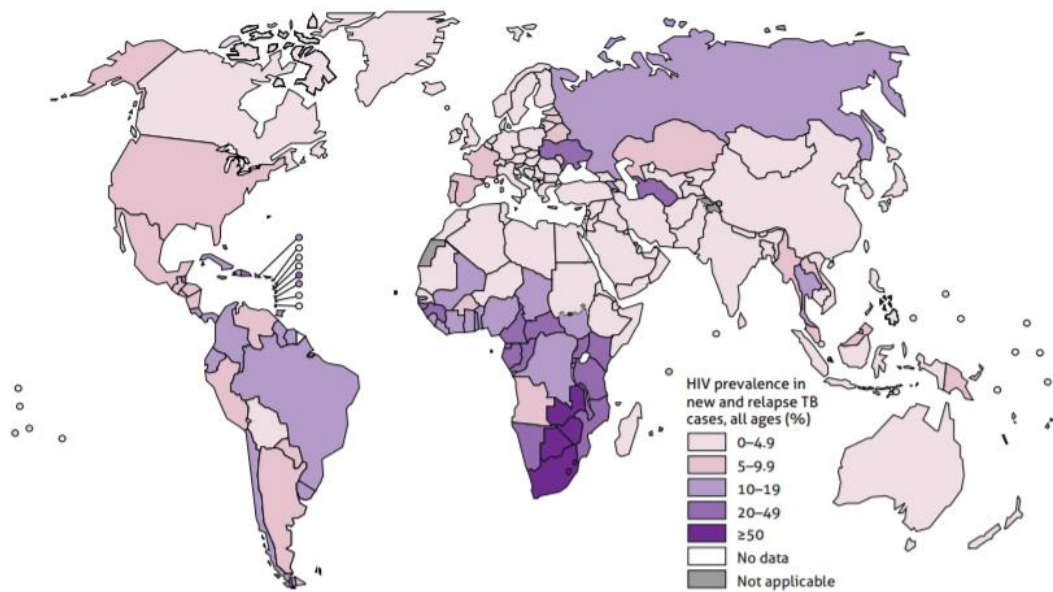 HIV prevalence in
new and relapse TB
cases, all ages (%)
0–4.9
5–9.9
10–19
20–49
≥50
No data
Not applicable